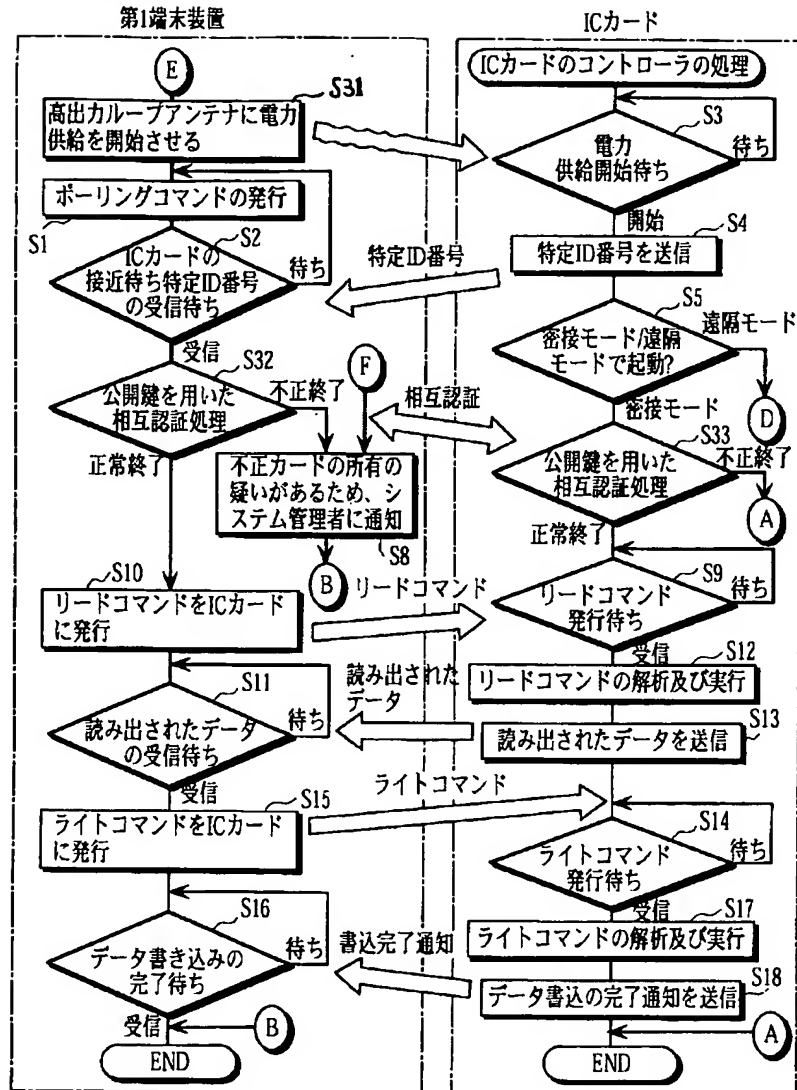 第1端末装置
ICカード
E
S31
高出力ループアンテナに電力
供給を開始させる
ポーリングコマンドの発行
S1
S2
ICカードの
接近待ち特定ID番号
の受信待ち
待ち
受信
S32
公開鍵を用いた
相互認証処理
不正終了
正常終了
F
不正カードの所有の
疑いがあるため、シ
ステム管理者に通知
S8
B
S10
リードコマンドをICカード
に発行
S11
読み出されたデータ
の受信待ち
待ち
受信
S15
ライトコマンドをICカード
に発行
S16
データ書き込みの
完了待ち
待ち
受信
B
END
特定ID番号
相互認証
リードコマンド
読み出された
データ
ライトコマンド
書込完了通知
ICカードのコントローラの処理
S3
電力
供給開始待ち
待ち
開始
S4
特定ID番号を送信
S5
密接モード/遠隔
モードで起動?
遠隔モード
D
密接モード
S33
公開鍵を用いた
相互認証処理
不正終了
A
正常終了
S9
リードコマンド
発行待ち
待ち
受信
S12
リードコマンドの解析及び実行
S13
読み出されたデータを送信
S14
ライトコマンド
発行待ち
待ち
受信
S17
ライトコマンドの解析及び実行
S18
データ書込の完了通知を送信
A
END